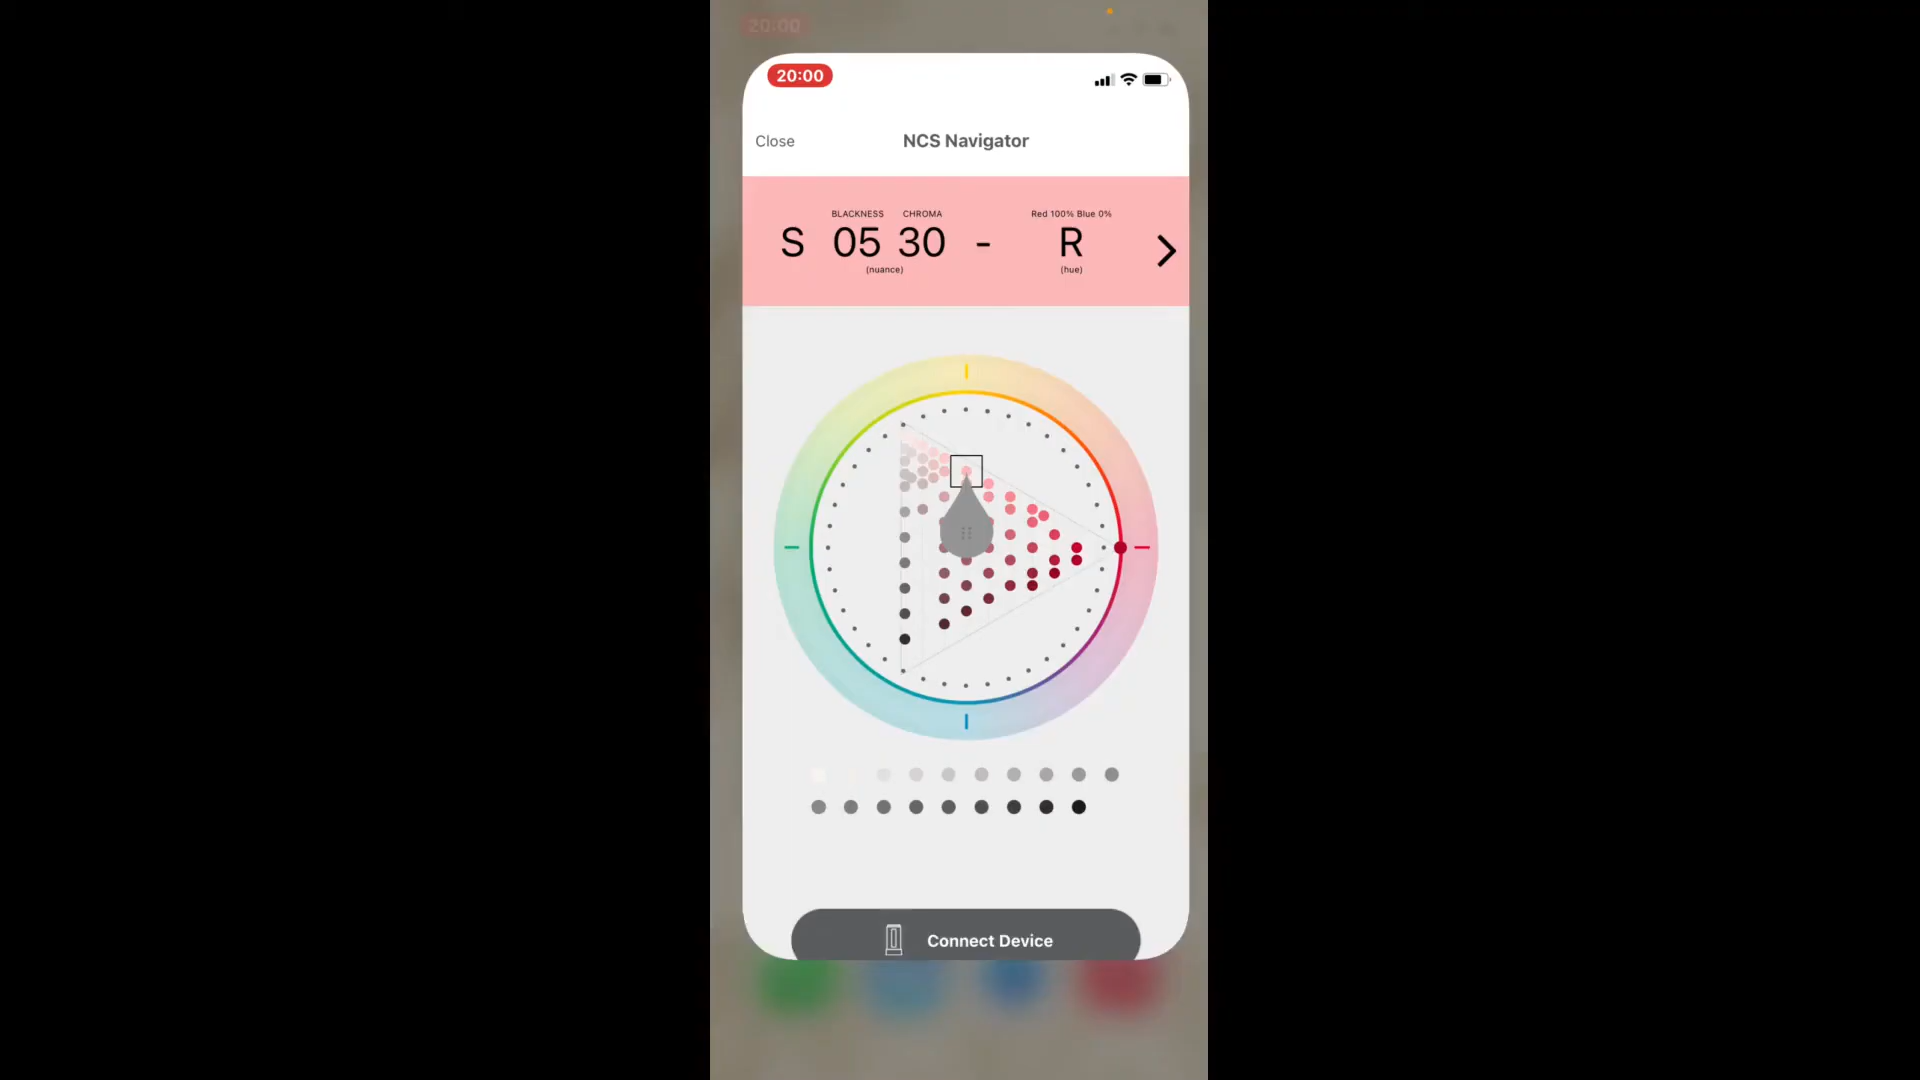 20:00
20:00
Close
NCS Navigator
BLACKNESS CHROMA Red 100% Blue 0%
S 05 30 - R
(nuance) (hue)
Connect Device